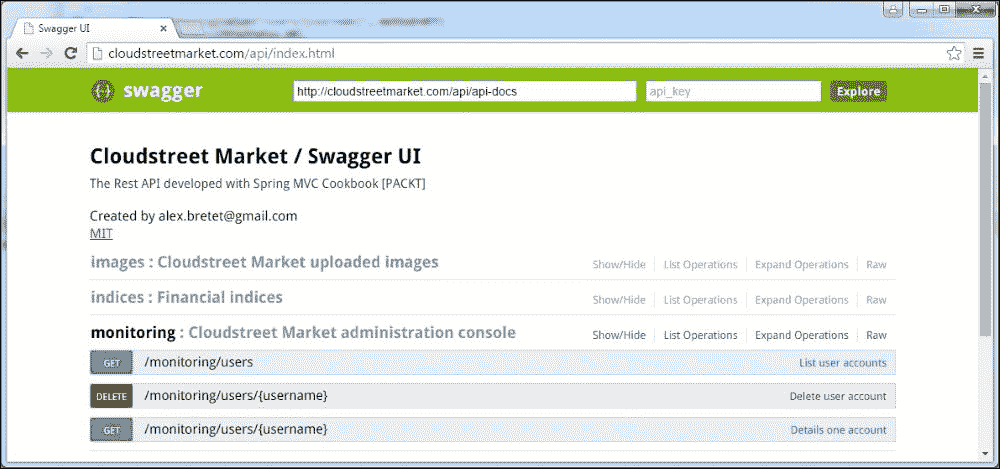 Swagger UI
cloudstreetmarket.com/api/index.html
swagger
http://cloudstreetmarket.com/api/api-docs
api_key
Explore
Cloudstreet Market / Swagger UI
The Rest API developed with Spring MVC Cookbook [PACKT]
Created by alex.bretet@gmail.com
MIT
images : Cloudstreet Market uploaded images Show/Hide List Operations Expand Operations Raw
indices : Financial indices Show/Hide List Operations Expand Operations Raw
monitoring : Cloudstreet Market administration console Show/Hide List Operations Expand Operations Raw
GET /monitoring/users List user accounts
DELETE /monitoring/users/{username} Delete user account
GET /monitoring/users/{username} Details one account